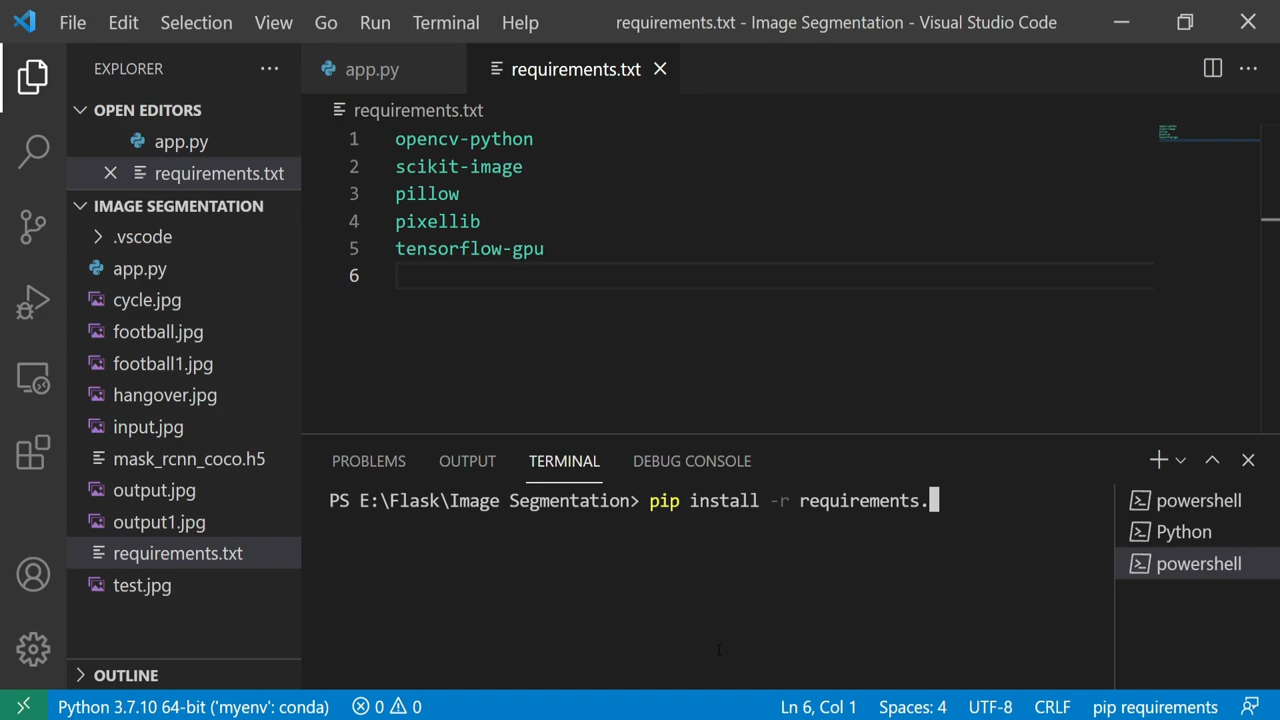 File Edit Selection View Go Run Terminal Help requirements.txt - Image Segmentation - Visual Studio Code
EXPLORER
OPEN EDITORS
app.py
requirements.txt
IMAGE SEGMENTATION
.vscode
app.py
cycle.jpg
football.jpg
football1.jpg
hangover.jpg
input.jpg
mask_rcnn_coco.h5
output.jpg
output1.jpg
requirements.txt
test.jpg
OUTLINE
app.py requirements.txt
requirements.txt
1 opencv-python
2 scikit-image
3 pillow
4 pixellib
5 tensorflow-gpu
6
PROBLEMS OUTPUT TERMINAL DEBUG CONSOLE
PS E:\Flask\Image Segmentation> pip install -r requirements.
powershell
Python
powershell
Python 3.7.10 64-bit ('myenv': conda) 0 0 Ln 6, Col 1 Spaces: 4 UTF-8 CRLF pip requirements